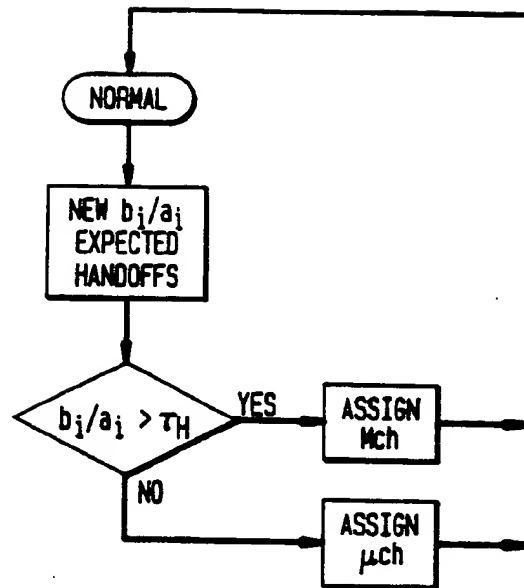 NORMAL
NEW bi/ai
EXPECTED
HANDOFFS
bi/ai > τH
YES
ASSIGN
Mch
NO
ASSIGN
μch